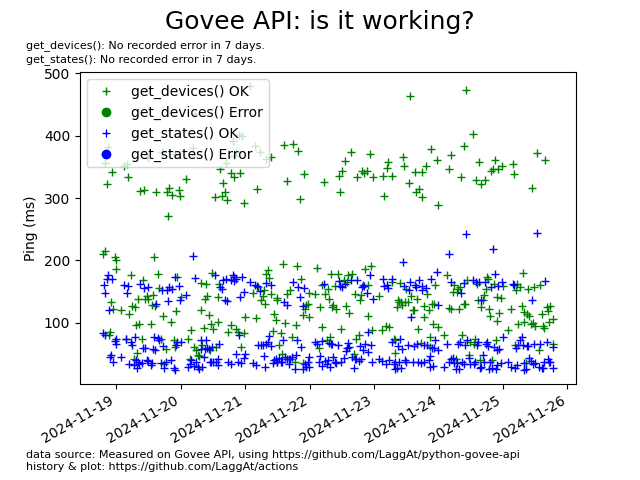 Govee API: is it working?
get_devices(): No recorded error in 7 days.
get_states(): No recorded error in 7 days.
500
400
300
200
100
Ping (ms)
get_devices() OK
get_devices() Error
get_states() OK
get_states() Error
2024-11-19
2024-11-20
2024-11-21
2024-11-22
2024-11-23
2024-11-24
2024-11-25
2024-11-26
data source: Measured on Govee API, using https://github.com/LaggAt/python-govee-api
history & plot: https://github.com/LaggAt/actions